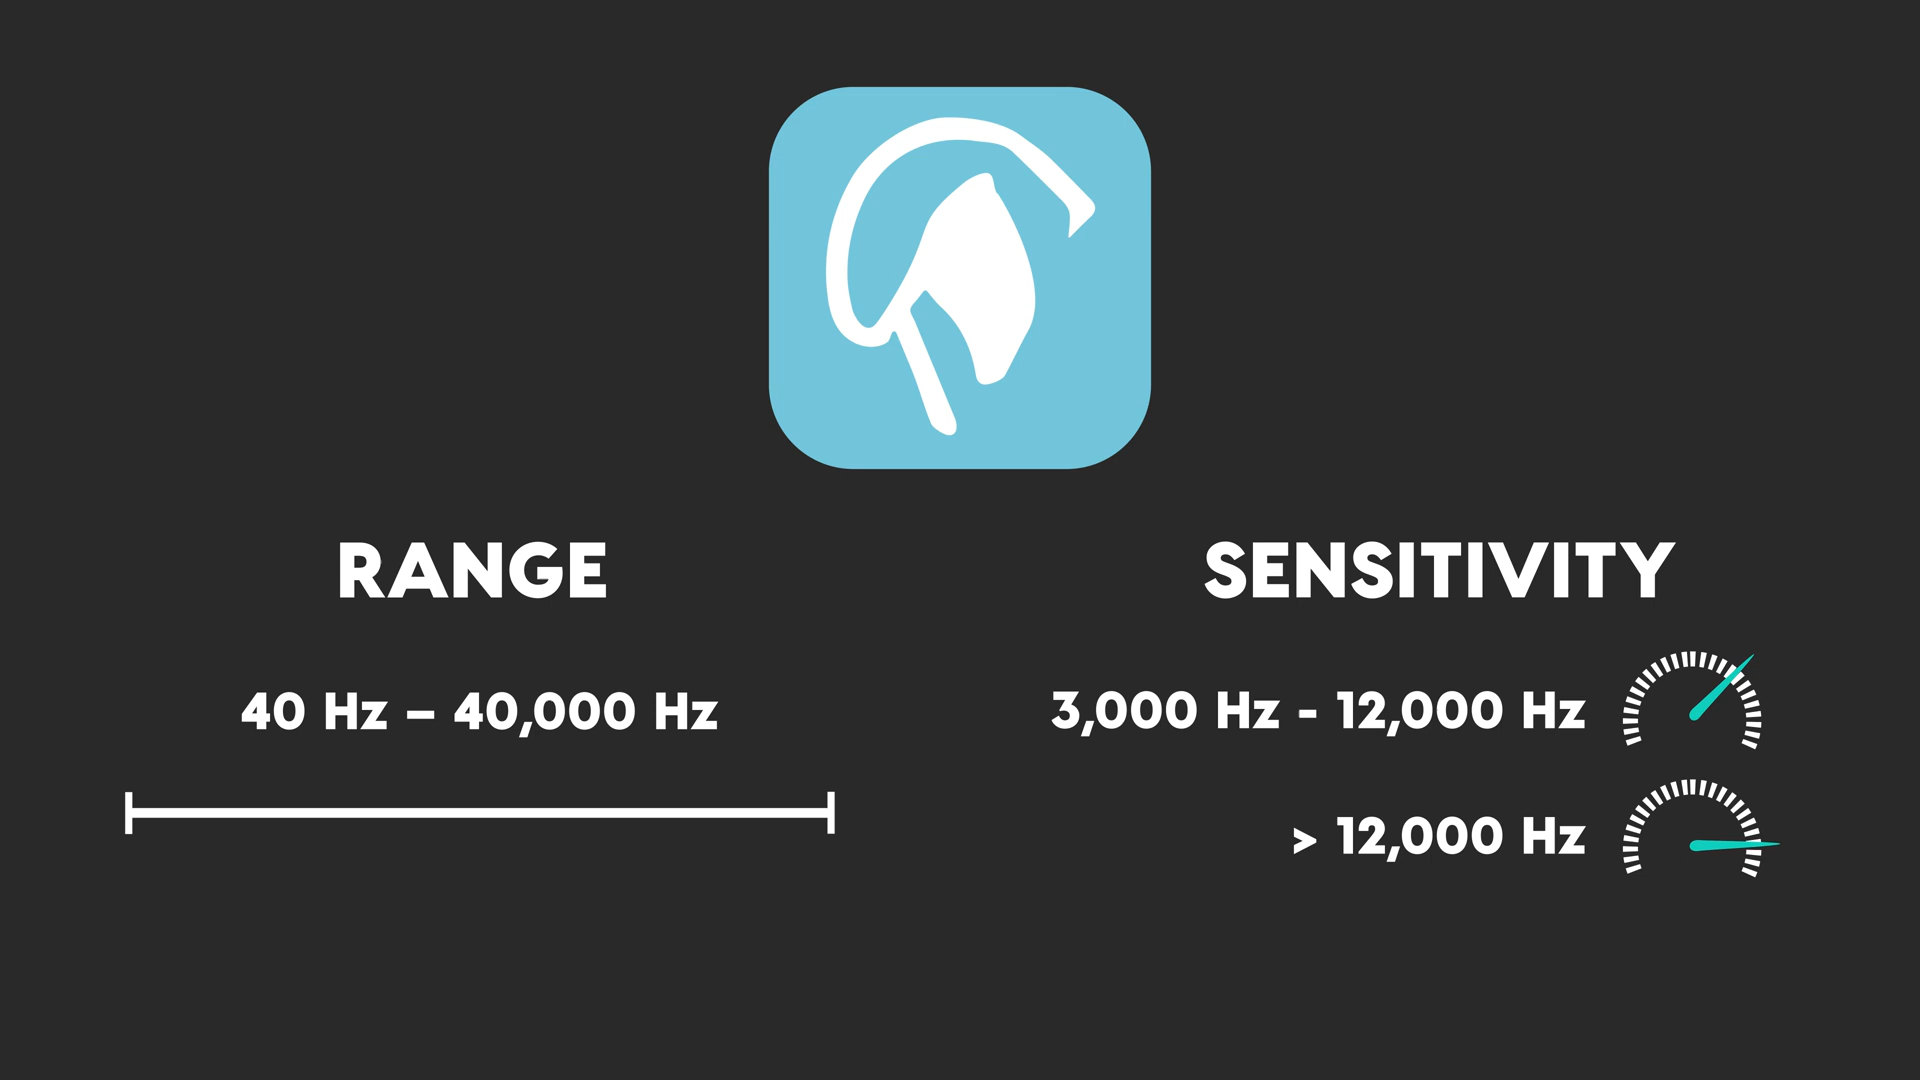 RANGE
40 Hz – 40,000 Hz
SENSITIVITY
3,000 Hz - 12,000 Hz
> 12,000 Hz